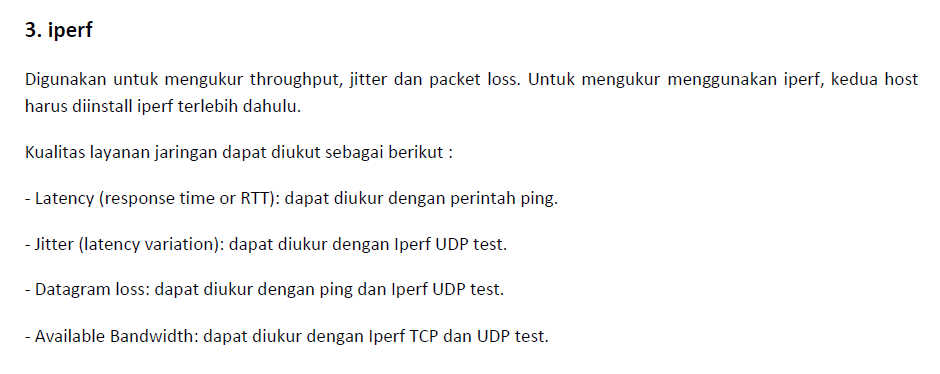 3. iperf
Digunakan untuk mengukur throughput, jitter dan packet loss. Untuk mengukur menggunakan iperf, kedua host
harus diinstall iperf terlebih dahulu.
Kualitas layanan jaringan dapat diukut sebagai berikut :
- Latency (response time or RTT): dapat diukur dengan perintah ping.
- Jitter (latency variation): dapat diukur dengan Iperf UDP test.
- Datagram loss: dapat diukur dengan ping dan Iperf UDP test.
- Available Bandwidth: dapat diukur dengan Iperf TCP dan UDP test.